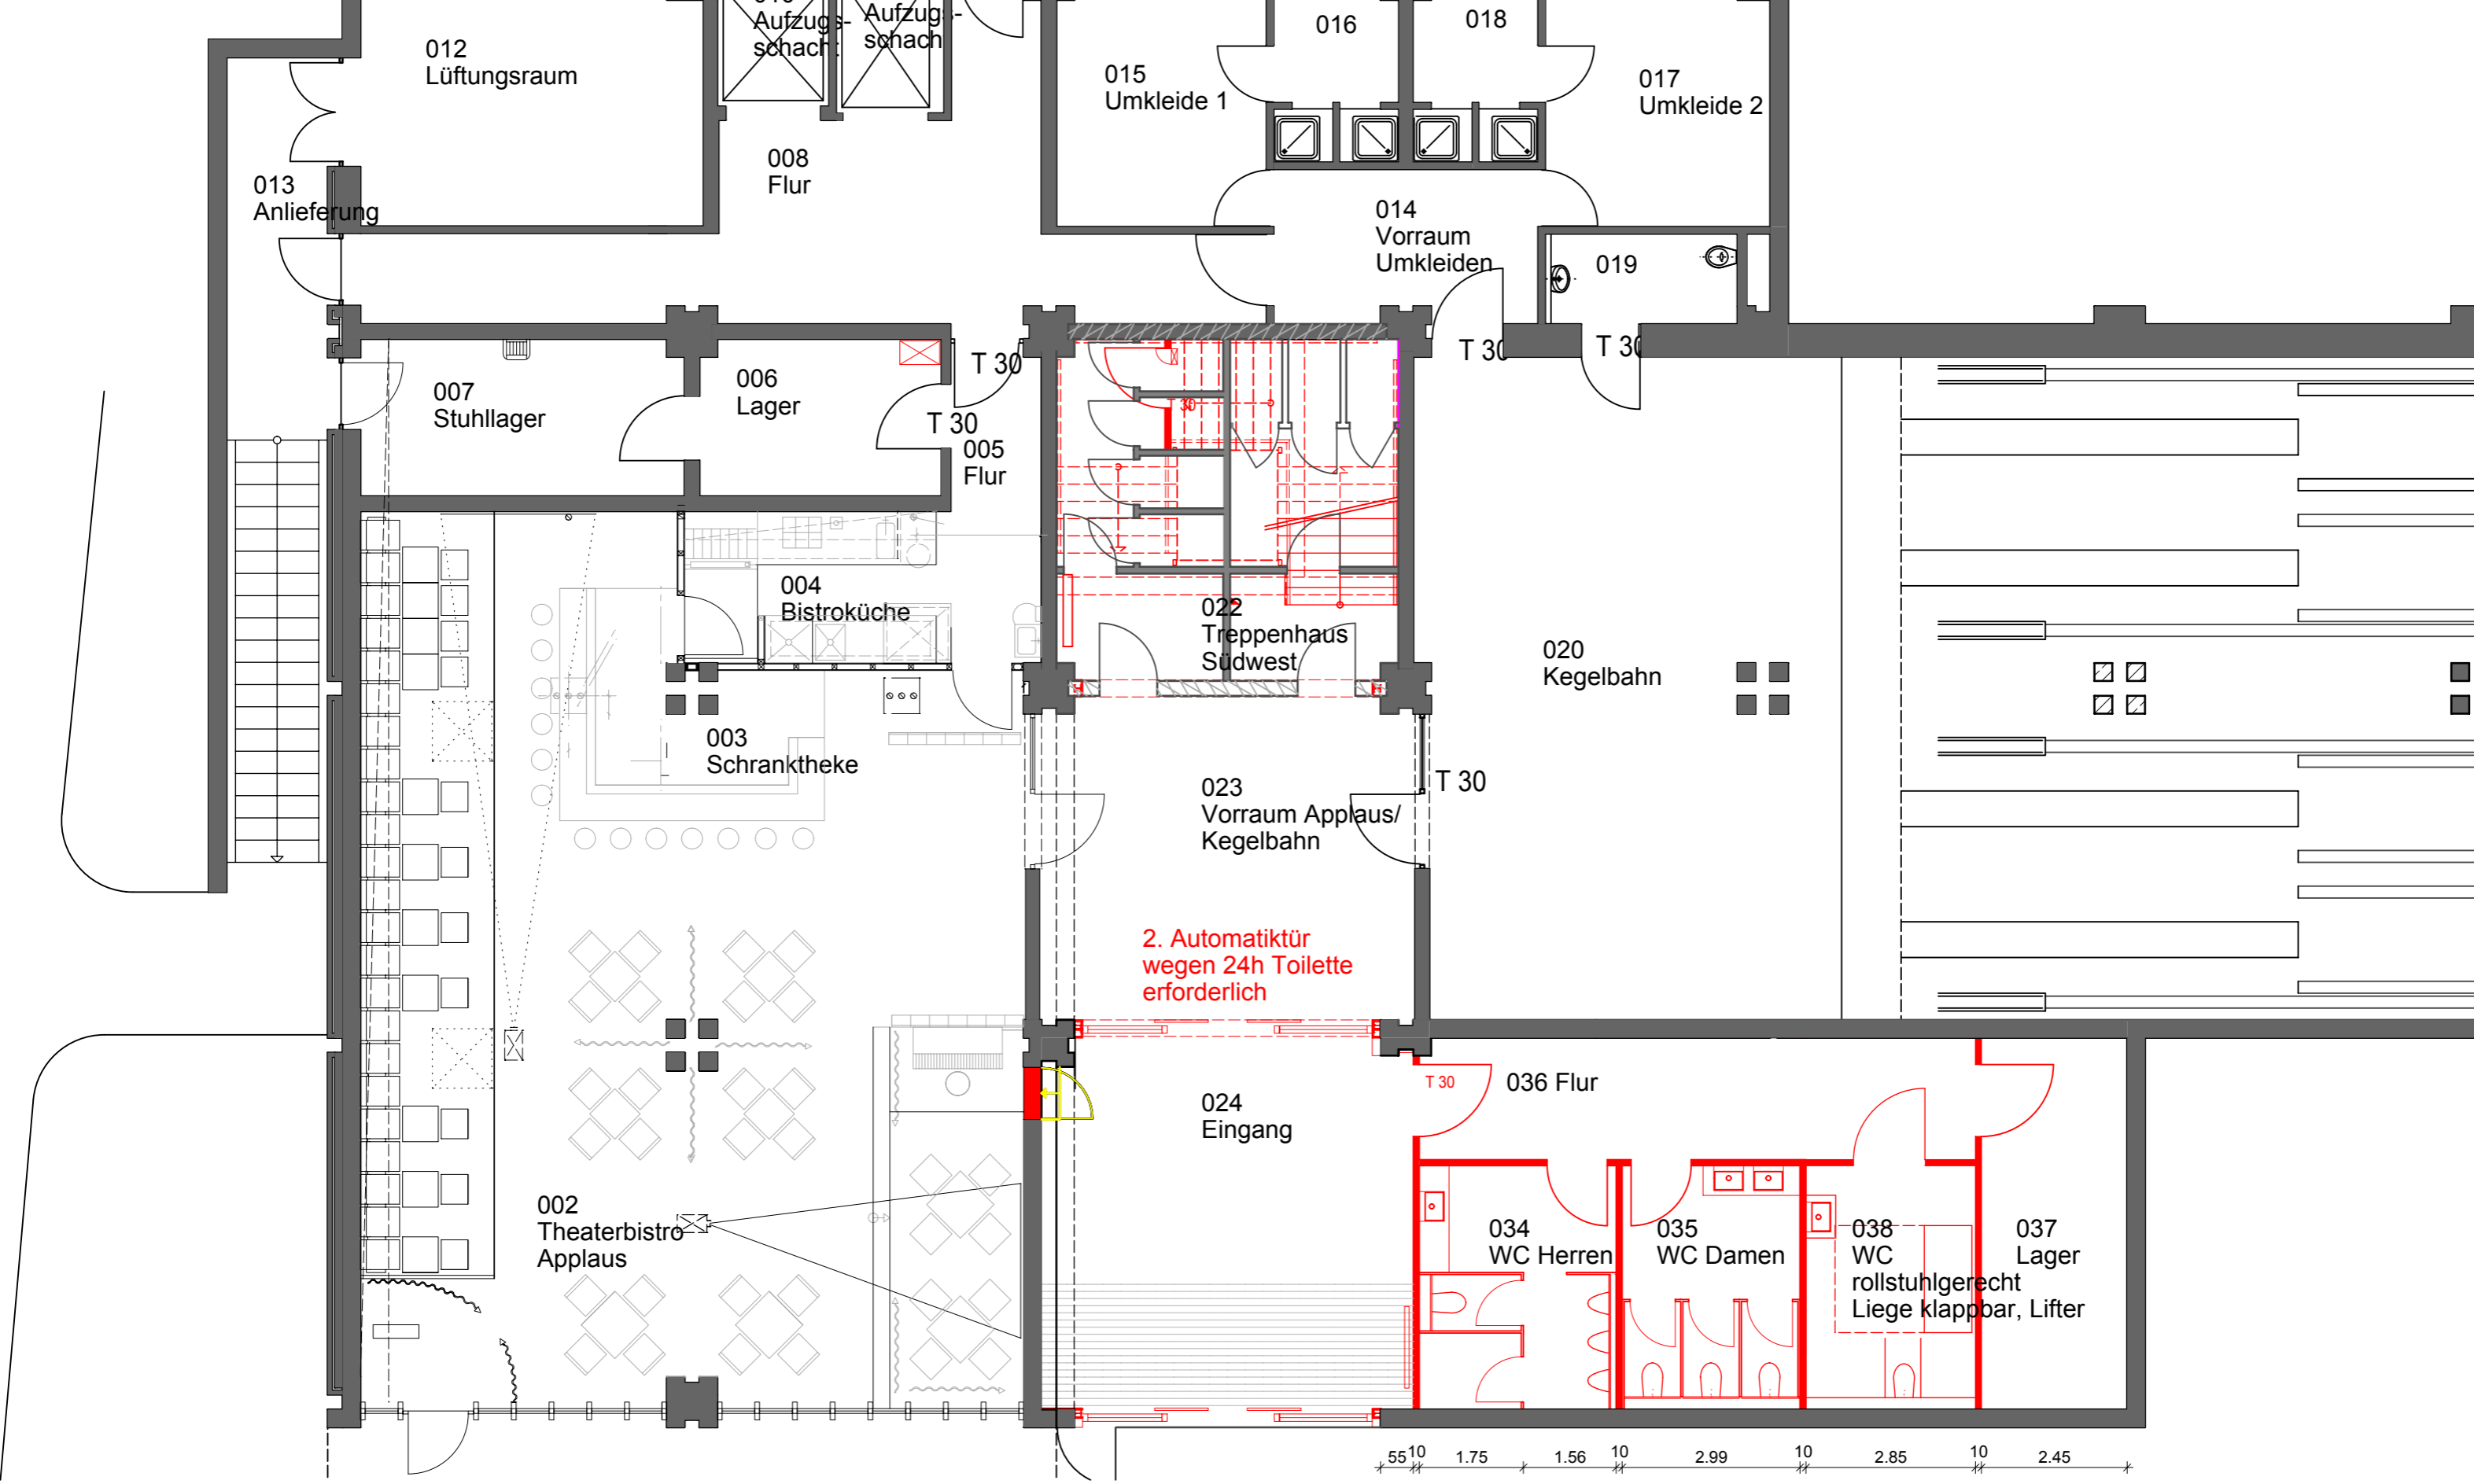 Aufzugs-
schacht
Aufzugs-
schach
016
018
012
Lüftungsraum
015
Umkleide 1
017
Umkleide 2
008
Flur
013
Anlieferung
014
Vorraum
Umkleiden
019
T 30
T 30
T 30
007
Stuhllager
006
Lager
T 30
T 30
005
Flur
004
Bistroküche
022
Treppenhaus
Südwest
020
Kegelbahn
003
Schranktheke
023
Vorraum Applaus/
Kegelbahn
T 30
2. Automatiktür
wegen 24h Toilette
erforderlich
T 30
036 Flur
024
Eingang
002
Theaterbistro
Applaus
034
WC Herren
035
WC Damen
038
WC
rollstuhlgerecht
Liege klappbar, Lifter
037
Lager
55 10 1.75 1.56 10 2.99 10 2.85 10 2.45